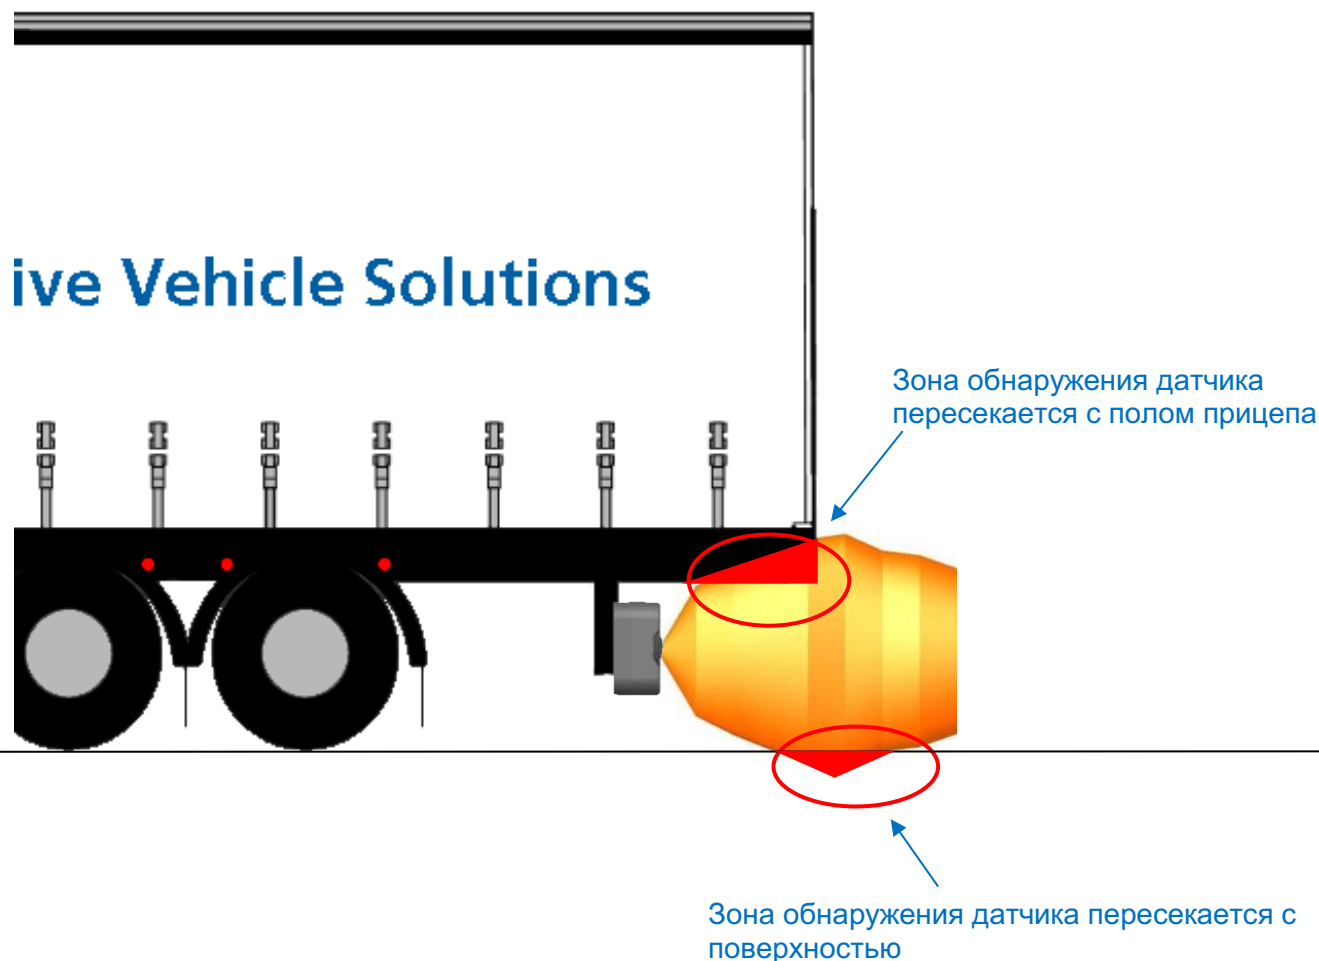 ive Vehicle Solutions
Зона обнаружения датчика
пересекается с полом прицепа
Зона обнаружения датчика пересекается с
поверхностью